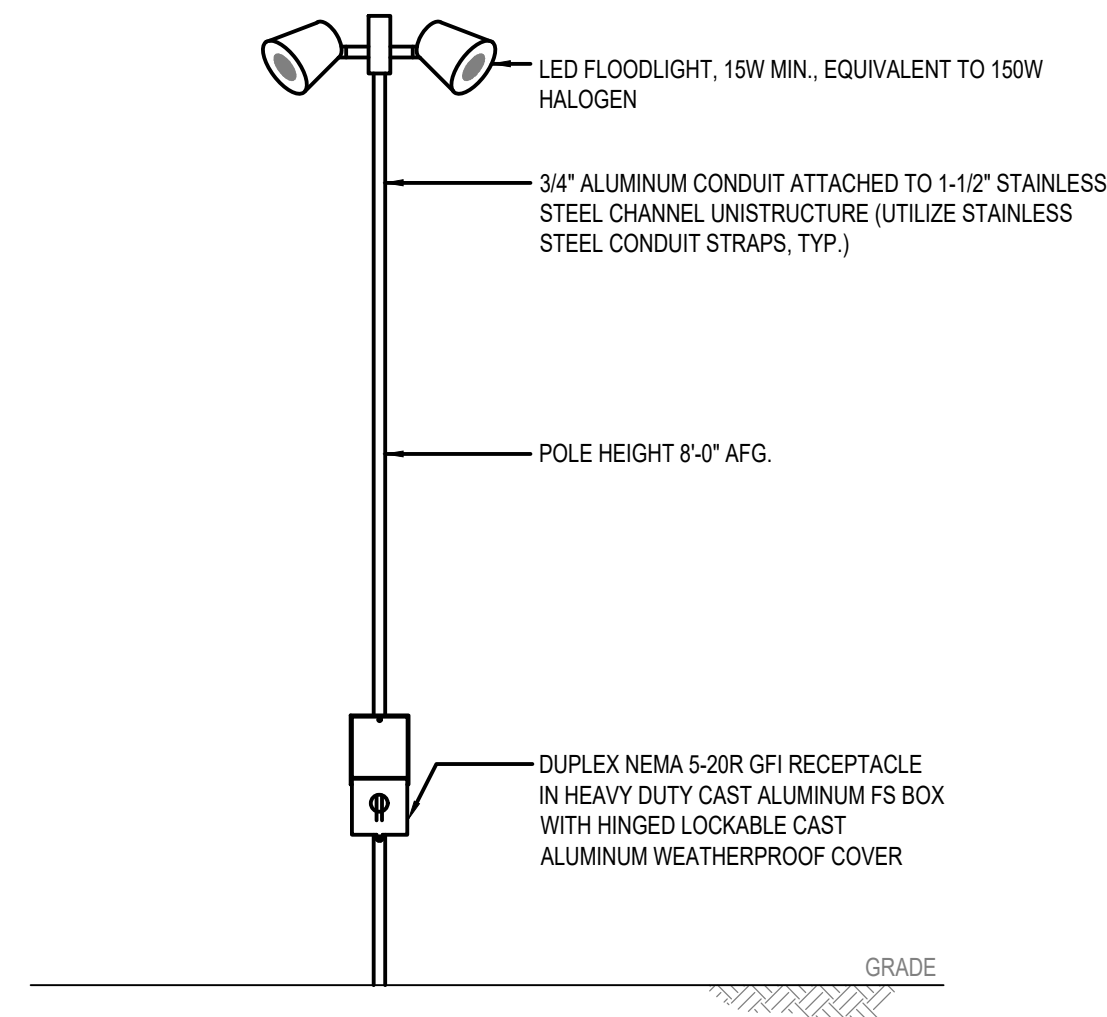 LED FLOODLIGHT, 15W MIN., EQUIVALENT TO 150W
HALOGEN
3/4" ALUMINUM CONDUIT ATTACHED TO 1-1/2" STAINLESS
STEEL CHANNEL UNISTRUCTURE (UTILIZE STAINLESS
STEEL CONDUIT STRAPS, TYP.)
POLE HEIGHT 8'-0" AFG.
DUPLEX NEMA 5-20R GFI RECEPTACLE
IN HEAVY DUTY CAST ALUMINUM FS BOX
WITH HINGED LOCKABLE CAST
ALUMINUM WEATHERPROOF COVER
GRADE